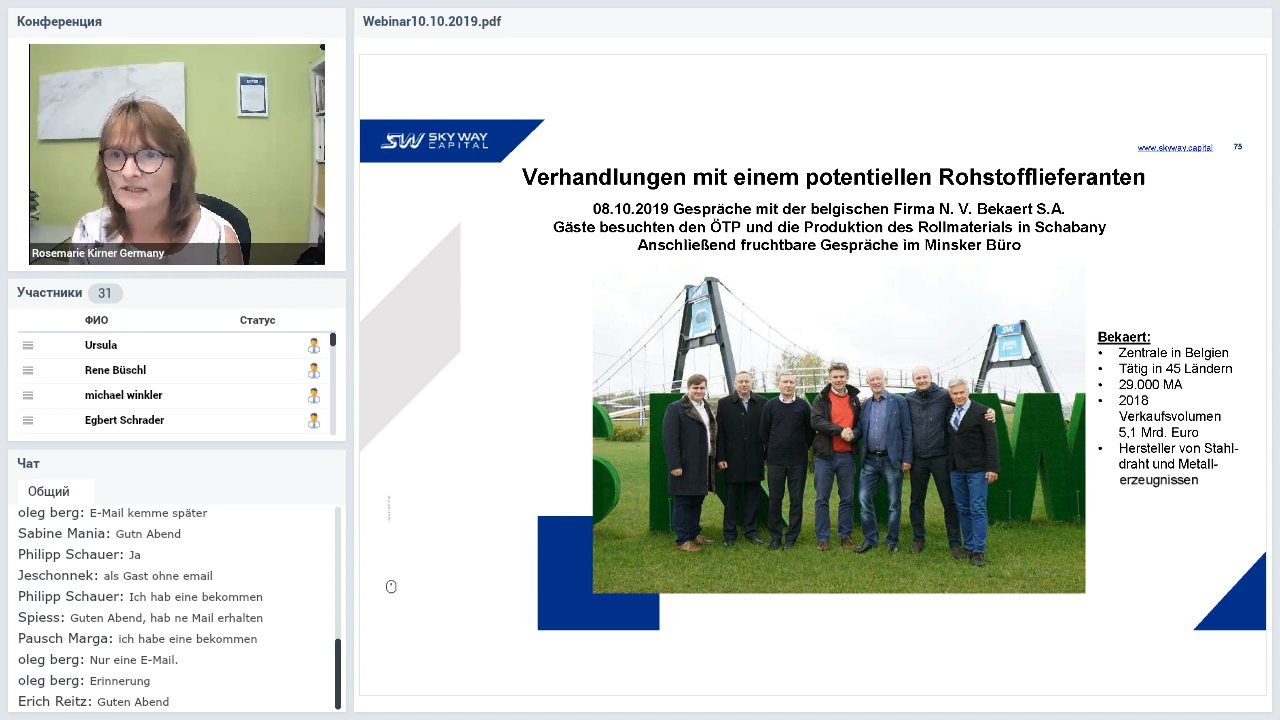 Конференция
Rosemarie Kirner Germany
Участники 31
ФИО Статус
Ursula
Rene Büschl
michael winkler
Egbert Schrader
Чат
Общий
oleg berg: E-Mail kemme später
Sabine Mania: Gutn Abend
Philipp Schauer: Ja
Jeschonnek: als Gast ohne email
Philipp Schauer: Ich hab eine bekommen
Spiess: Guten Abend, hab ne Mail erhalten
Pausch Marga: ich habe eine bekommen
oleg berg: Nur eine E-Mail.
oleg berg: Erinnerung
Erich Reitz: Guten Abend
Webinar10.10.2019.pdf
SW SKY WAY
CAPITAL
www.skyway.capital 75
Verhandlungen mit einem potentiellen Rohstofflieferanten
08.10.2019 Gespräche mit der belgischen Firma N. V. Bekaert S.A.
Gäste besuchten den ÖTP und die Produktion des Rollmaterials in Schabany
Anschließend fruchtbare Gespräche im Minsker Büro
Bekaert:
• Zentrale in Belgien
• Tätig in 45 Ländern
• 29.000 MA
• 2018
Verkaufsvolumen
5,1 Mrd. Euro
• Hersteller von Stahl-
draht und Metall-
erzeugnissen